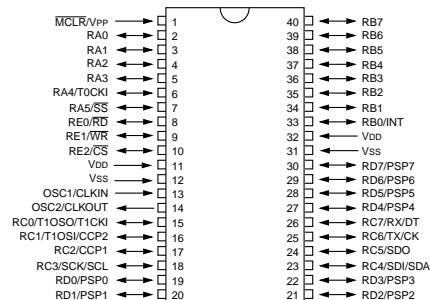 MCLR/VPP 1 40 RB7
RA0 2 39 RB6
RA1 3 38 RB5
RA2 4 37 RB4
RA3 5 36 RB3
RA4/T0CKI 6 35 RB2
RA5/SS 7 34 RB1
RE0/RD 8 33 RB0/INT
RE1/WR 9 32 VDD
RE2/CS 10 31 VSS
VDD 11 30 RD7/PSP7
VSS 12 29 RD6/PSP6
OSC1/CLKIN 13 28 RD5/PSP5
OSC2/CLKOUT 14 27 RD4/PSP4
RC0/T1OSO/T1CKI 15 26 RC7/RX/DT
RC1/T1OSI/CCP2 16 25 RC6/TX/CK
RC2/CCP1 17 24 RC5/SDO
RC3/SCK/SCL 18 23 RC4/SDI/SDA
RD0/PSP0 19 22 RD3/PSP3
RD1/PSP1 20 21 RD2/PSP2